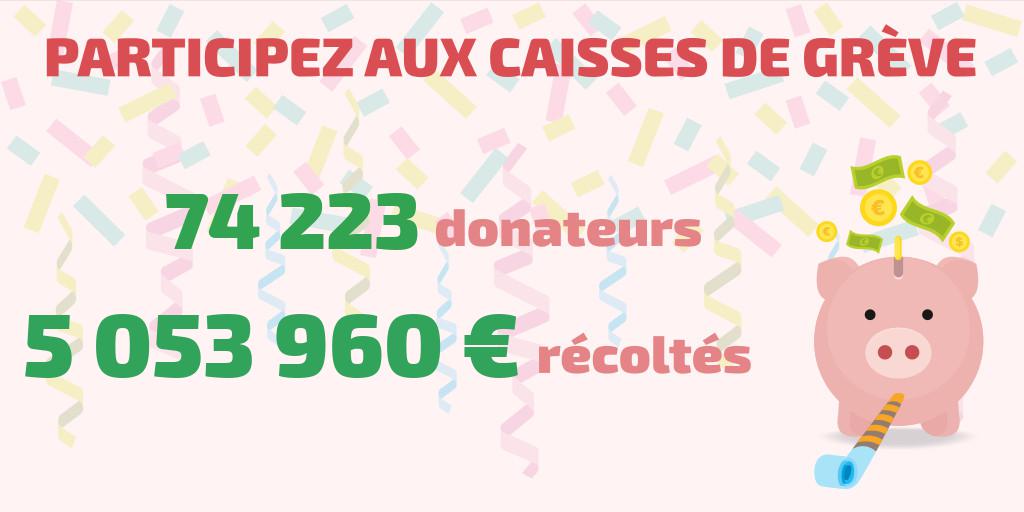 PARTICIPEZ AUX CAISSES DE GRÈVE
74 223 donateurs
5 053 960 € récoltés